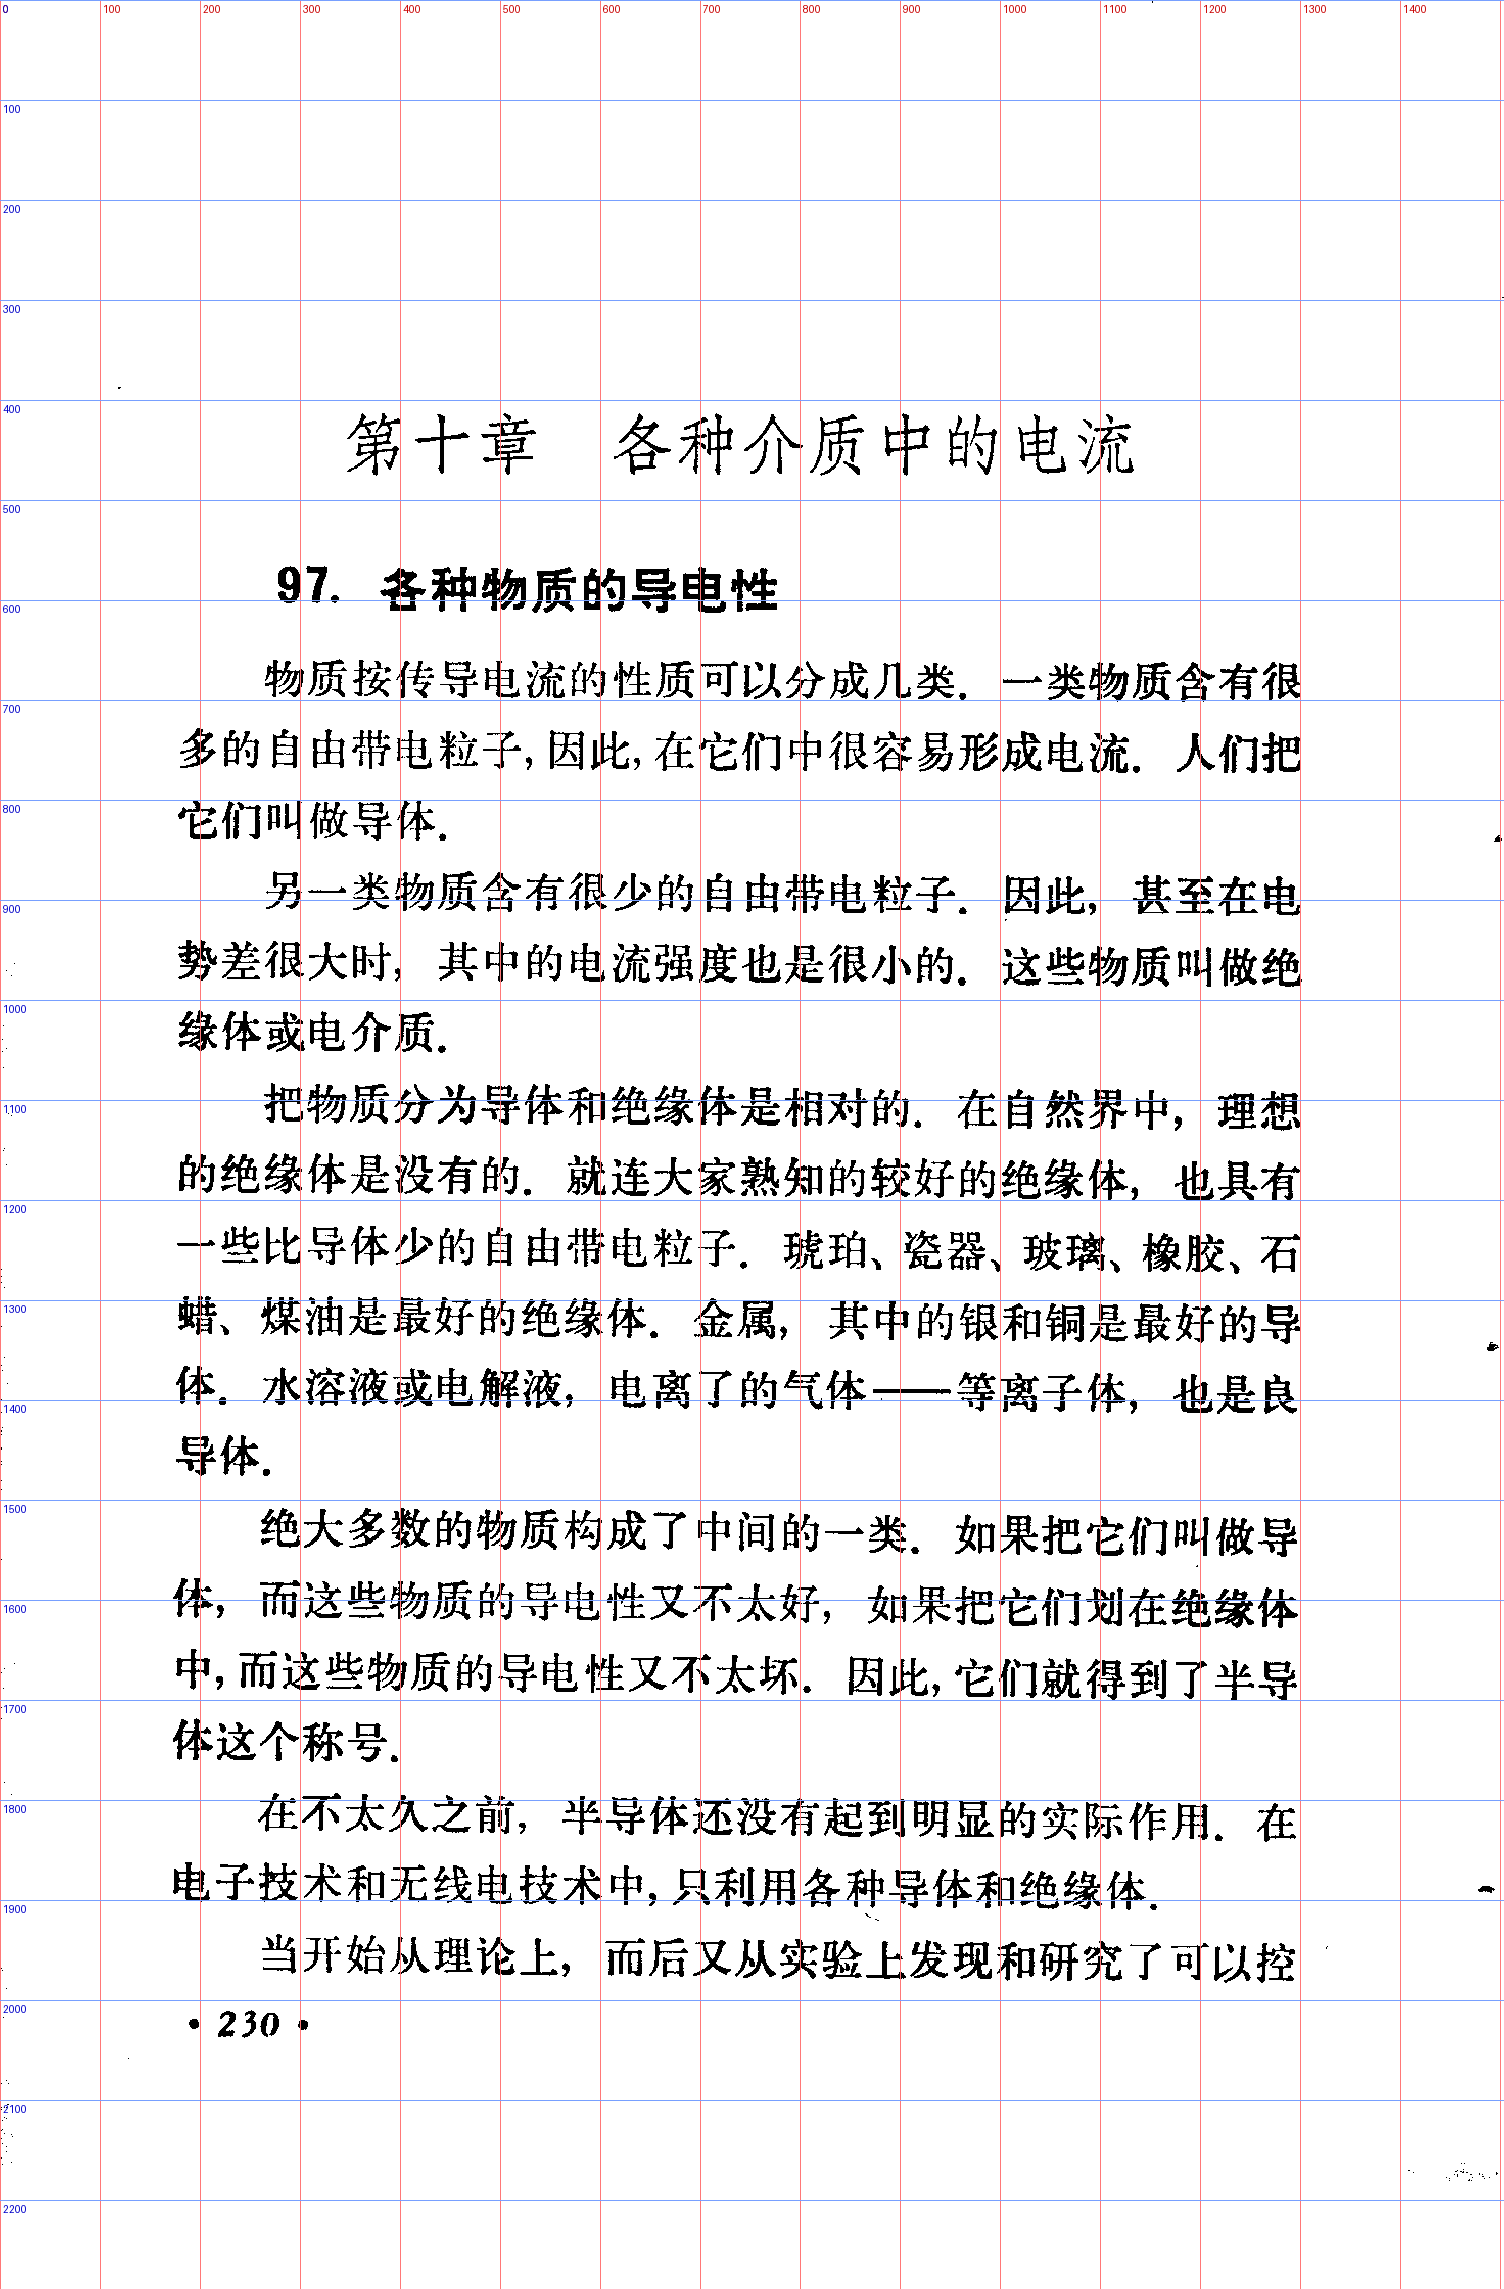 第十章　各种介质中的电流
97. 各种物质的导电性
物质按传导电流的性质可以分成几类. 一类物质含有很
多的自由带电粒子, 因此, 在它们中很容易形成电流. 人们把
它们叫做导体.
另一类物质含有很少的自由带电粒子. 因此, 甚至在电
势差很大时, 其中的电流强度也是很小的. 这些物质叫做绝
缘体或电介质.
把物质分为导体和绝缘体是相对的. 在自然界中, 理想
的绝缘体是没有的. 就连大家熟知的较好的绝缘体, 也具有
一些比导体少的自由带电粒子. 琥珀、瓷器、玻璃、橡胶、石
蜡、煤油是最好的绝缘体. 金属, 其中的银和铜是最好的导
体. 水溶液或电解液, 电离了的气体——等离子体, 也是良
导体.
绝大多数的物质构成了中间的一类. 如果把它们叫做导
体, 而这些物质的导电性又不太好, 如果把它们划在绝缘体
中, 而这些物质的导电性又不太坏. 因此, 它们就得到了半导
体这个称号.
在不太久之前, 半导体还没有起到明显的实际作用. 在
电子技术和无线电技术中, 只利用各种导体和绝缘体.
当开始从理论上, 而后又从实验上发现和研究了可以控
• 230 •